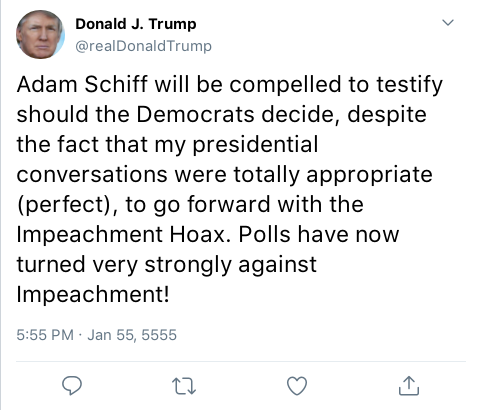 Donald J. Trump
@realDonaldTrump
Adam Schiff will be compelled to testify
should the Democrats decide, despite
the fact that my presidential
conversations were totally appropriate
(perfect), to go forward with the
Impeachment Hoax. Polls have now
turned very strongly against
Impeachment!
5:55 PM · Jan 55, 5555